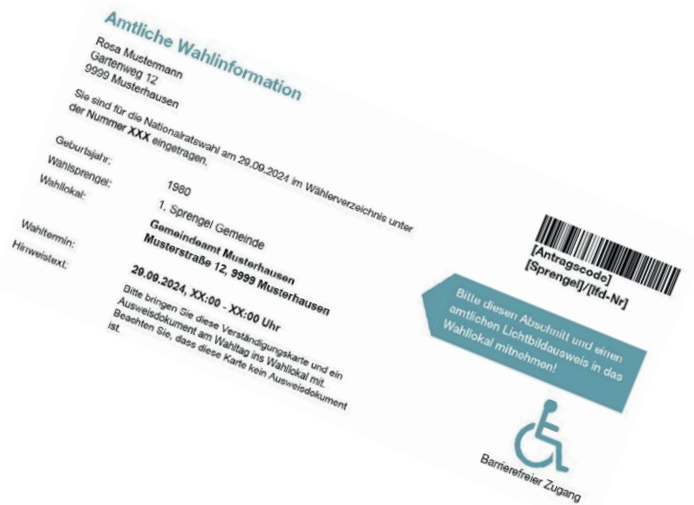 Amtliche Wahlinformation
Rosa Mustermann
Gartenweg 12
9999 Musterhausen
Sie sind für die Nationalratswahl am 29.09.2024 im Wählerverzeichnis unter
der Nummer XXX eingetragen.
Geburtsjahr: 1960
Wahlsprengel: 1. Sprengel Gemeinde
Wahllokal: Gemeindeamt Musterhausen
Musterstraße 12, 9999 Musterhausen
Wahltermin: 29.09.2024, XX:00 - XX:00 Uhr
Hinweistext: Bitte bringen Sie diese Verständigungskarte und ein
Ausweisdokument am Wahltag ins Wahllokal mit.
Beachten Sie, dass diese Karte kein Ausweisdokument
ist.
[Antragscode]
[Sprengel]/[lfd-Nr]
Bitte diesen Abschnitt und einen
amtlichen Lichtbildausweis in das
Wahllokal mitnehmen!
Barrierefreier Zugang